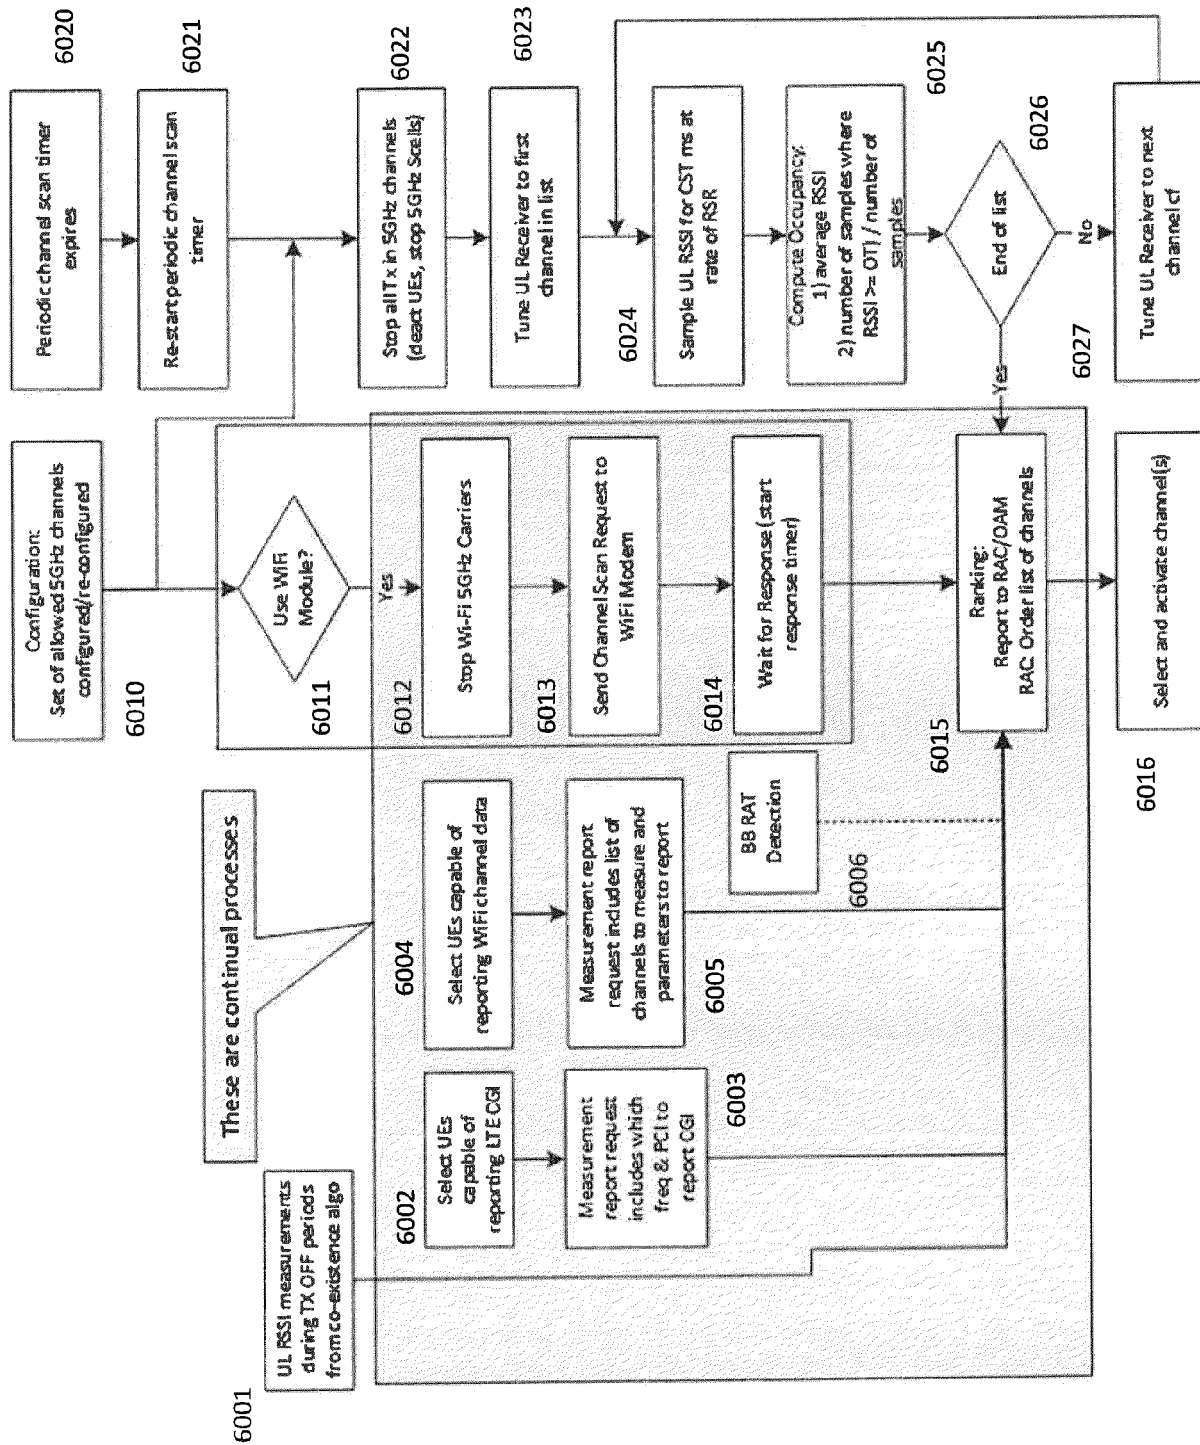 These are continual processes
6001
UL RSSI measurements
during TX OFF periods
from co-existence algo
6002
Select UEs
capable of
reporting LTE CGI
Measurement
report request
includes which
freq & PCI to
report CGI
6003
6004
Select UEs capable of
reporting WiFi channel data
Measurement report
request includes list of
channels to measure and
parameters to report
6005
BB RAT
Detection
6006
Configuration:
Set of allowed 5GHz channels
configured/re-configured
6010
Use WiFi
Module?
6011
Yes
6012
Stop Wi-Fi 5GHz Carriers
6013
Send Channel Scan Request to
WiFi Modem
6014
Wait for Response (start
response timer)
6015
Ranking:
Report to RAC/OAM
RAC: Order list of channels
6016
Select and activate channel(s)
6020
Periodic channel scan timer
expires
6021
Re-start periodic channel scan
timer
6022
Stop all Tx in 5GHz channels
(deact UEs, stop 5GHz Scells)
6023
Tune UL Receiver to first
channel in list
6024
Sample UL RSSI for CST ms at
rate of RSR
6025
Compute Occupancy:
1) average RSSI
2) number of samples where
RSSI >= OT) / number of
samples
6026
End of list
Yes
No
6027
Tune UL Receiver to next
channel cf